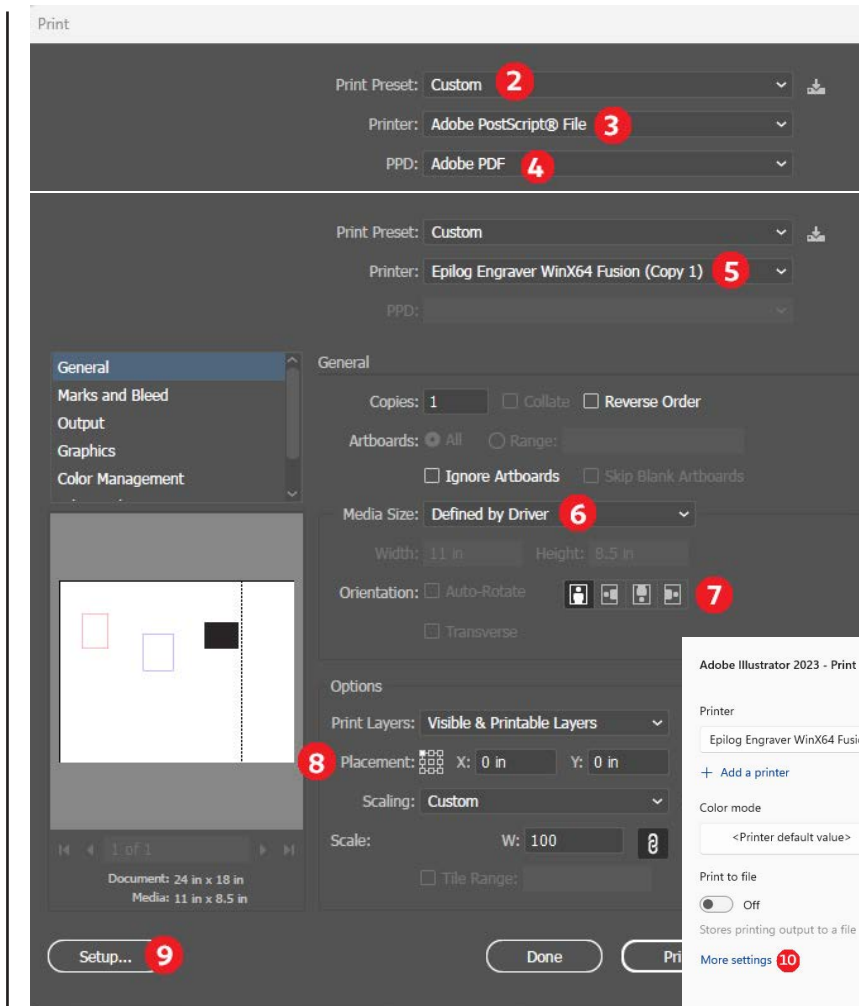 Print
Print Preset: Custom 2
Printer: Adobe PostScript® File 3
PPD: Adobe PDF 4
Print Preset: Custom
Printer: Epilog Engraver WinX64 Fusion (Copy 1) 5
PPD:
General
Marks and Bleed
Output
Graphics
Color Management
General
Copies: 1 Collate Reverse Order
Artboards: All Range:
Ignore Artboards Skip Blank Artboards
Media Size: Defined by Driver 6
Width: 11 in Height: 8.5 in
Orientation: Auto-Rotate 7
Transverse
Options
Print Layers: Visible & Printable Layers
8 Placement: X: 0 in Y: 0 in
Scaling: Custom
Scale: W: 100
Tile Range:
1 of 1
Document: 24 in x 18 in
Media: 11 in x 8.5 in
Setup... 9
Done
Pri
Adobe Illustrator 2023 - Print
Printer
Epilog Engraver WinX64 Fusi
+ Add a printer
Color mode
<Printer default value>
Print to file
Off
Stores printing output to a file
More settings 10